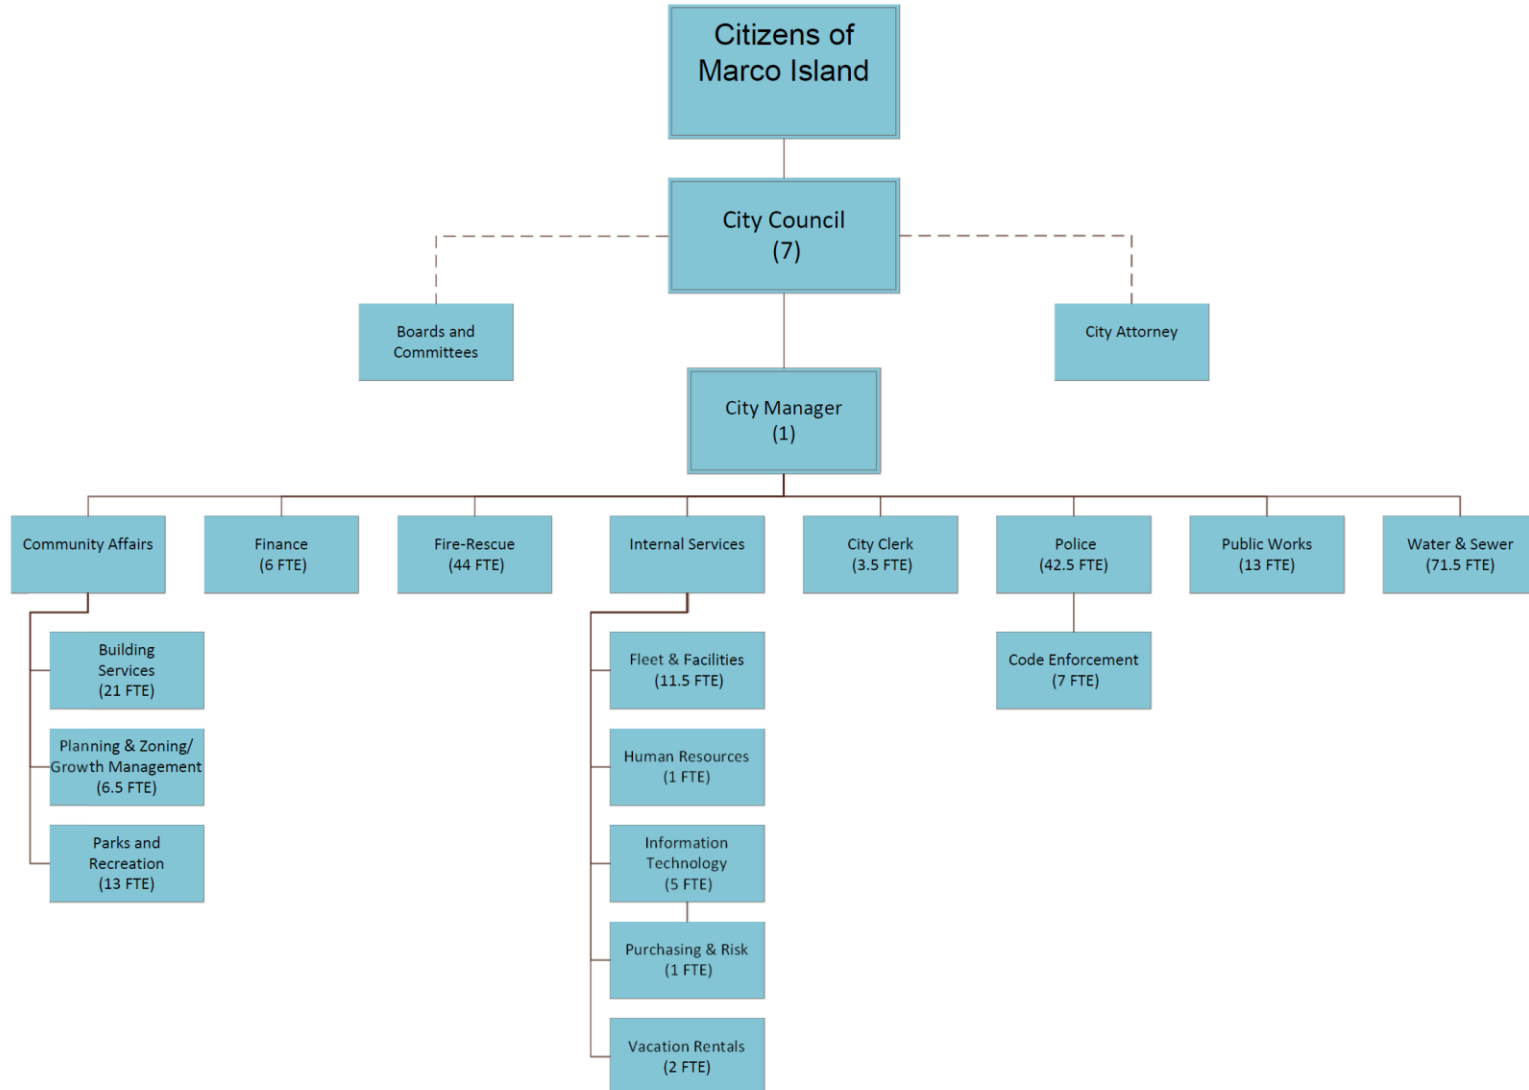 Citizens of
Marco Island
City Council
(7)
Boards and
Committees
City Attorney
City Manager
(1)
Community Affairs
Finance
(6 FTE)
Fire-Rescue
(44 FTE)
Internal Services
City Clerk
(3.5 FTE)
Police
(42.5 FTE)
Public Works
(13 FTE)
Water & Sewer
(71.5 FTE)
Building
Services
(21 FTE)
Planning & Zoning/
Growth Management
(6.5 FTE)
Parks and
Recreation
(13 FTE)
Fleet & Facilities
(11.5 FTE)
Human Resources
(1 FTE)
Information
Technology
(5 FTE)
Purchasing & Risk
(1 FTE)
Vacation Rentals
(2 FTE)
Code Enforcement
(7 FTE)